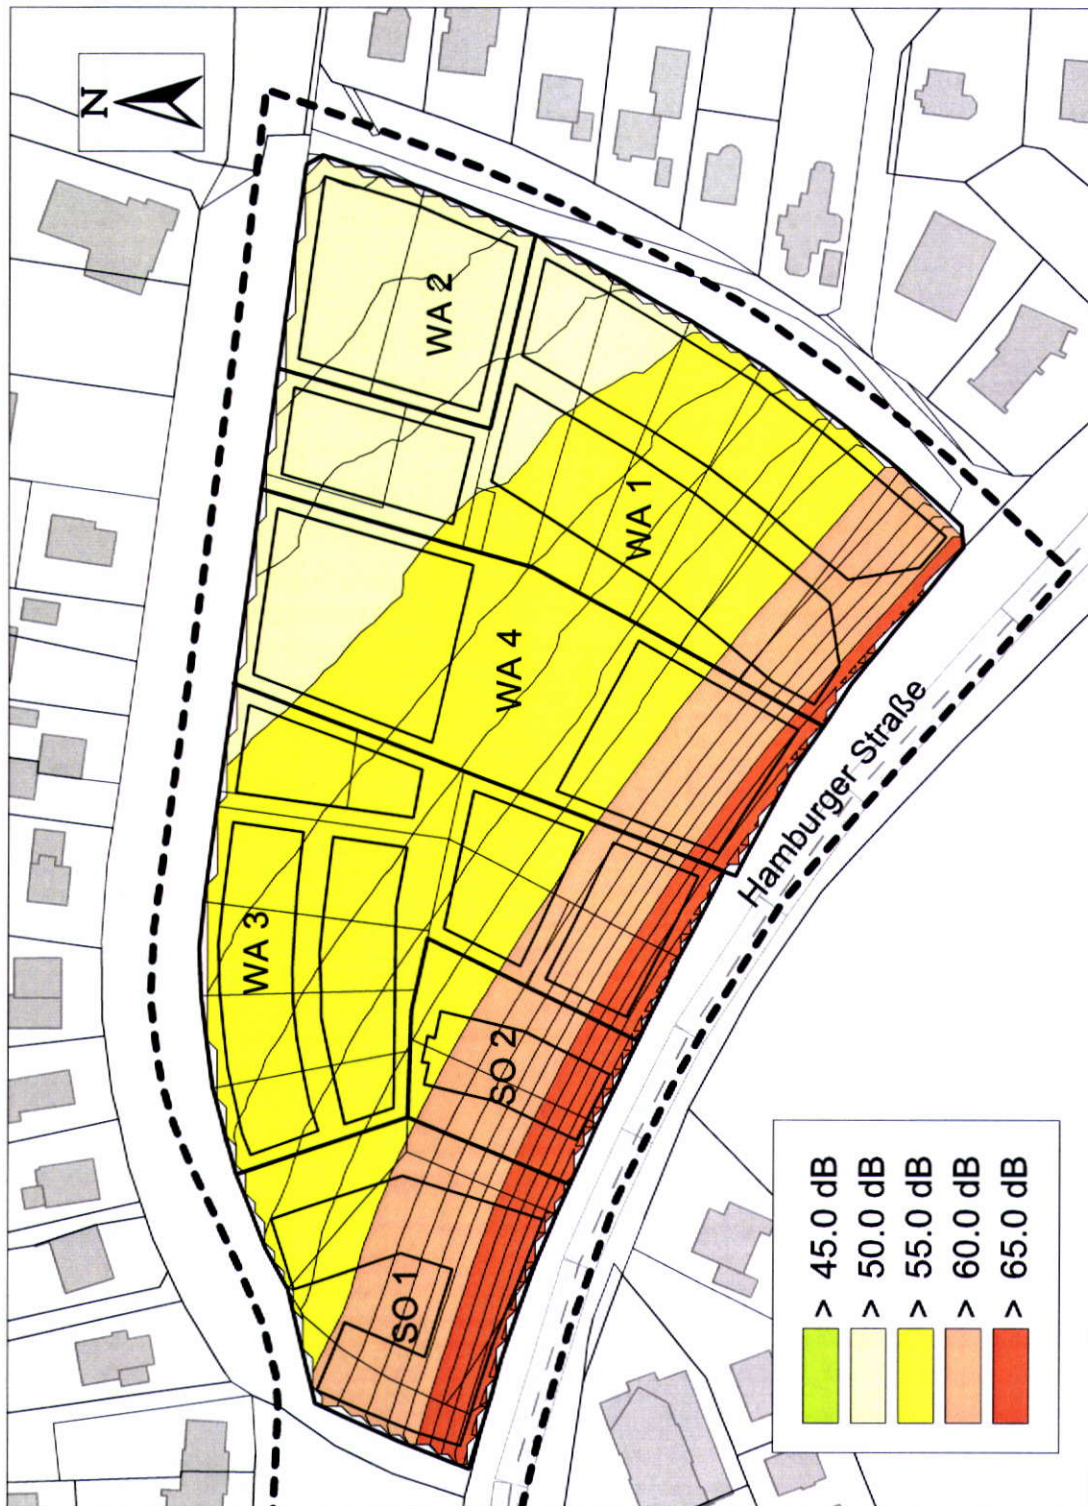 N
WA 2
WA 1
WA 4
WA 3
SO 2
SO 1
Hamburger Straße
> 45.0 dB
> 50.0 dB
> 55.0 dB
> 60.0 dB
> 65.0 dB